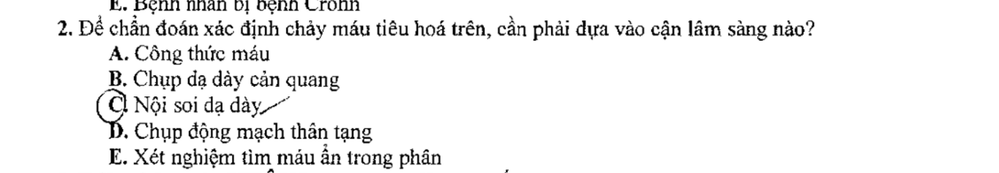 E. Bệnh nhân bị bệnh Crohn
2. Để chẩn đoán xác định chảy máu tiêu hoá trên, cần phải dựa vào cận lâm sàng nào?
A. Công thức máu
B. Chụp dạ dày cản quang
C. Nội soi dạ dày
D. Chụp động mạch thân tạng
E. Xét nghiệm tìm máu ẩn trong phân